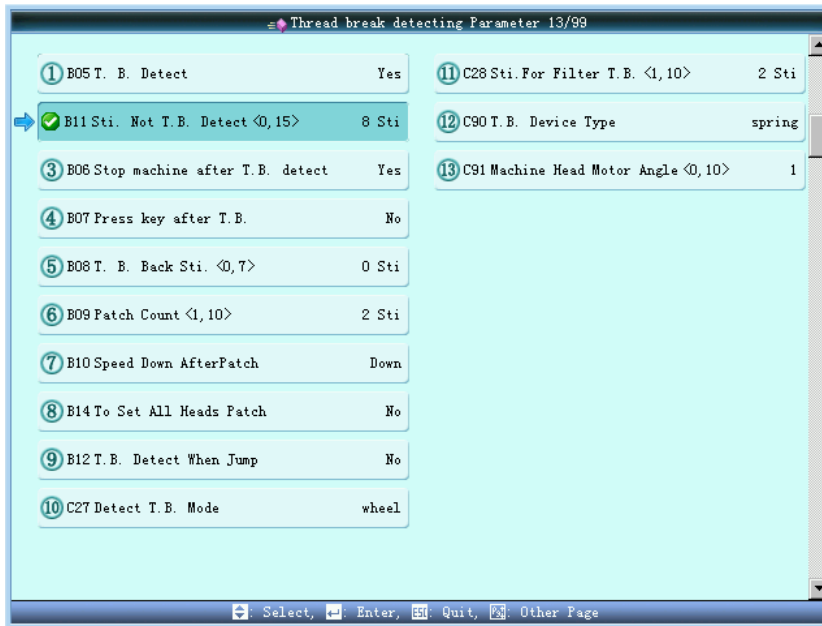 Thread break detecting Parameter 13/99
① B05 T. B. Detect Yes
B11 Sti. Not T.B. Detect <0, 15> 8 Sti
③ B06 Stop machine after T.B. detect Yes
④ B07 Press key after T.B. No
⑤ B08 T. B. Back Sti. <0, 7> 0 Sti
⑥ B09 Patch Count <1, 10> 2 Sti
⑦ B10 Speed Down AfterPatch Down
⑧ B14 To Set All Heads Patch No
⑨ B12 T.B. Detect When Jump No
⑩ C27 Detect T.B. Mode wheel
⑪ C28 Sti.For Filter T.B. <1, 10> 2 Sti
⑫ C90 T.B. Device Type spring
⑬ C91 Machine Head Motor Angle <0, 10> 1
: Select, : Enter, ESC: Quit, : Other Page